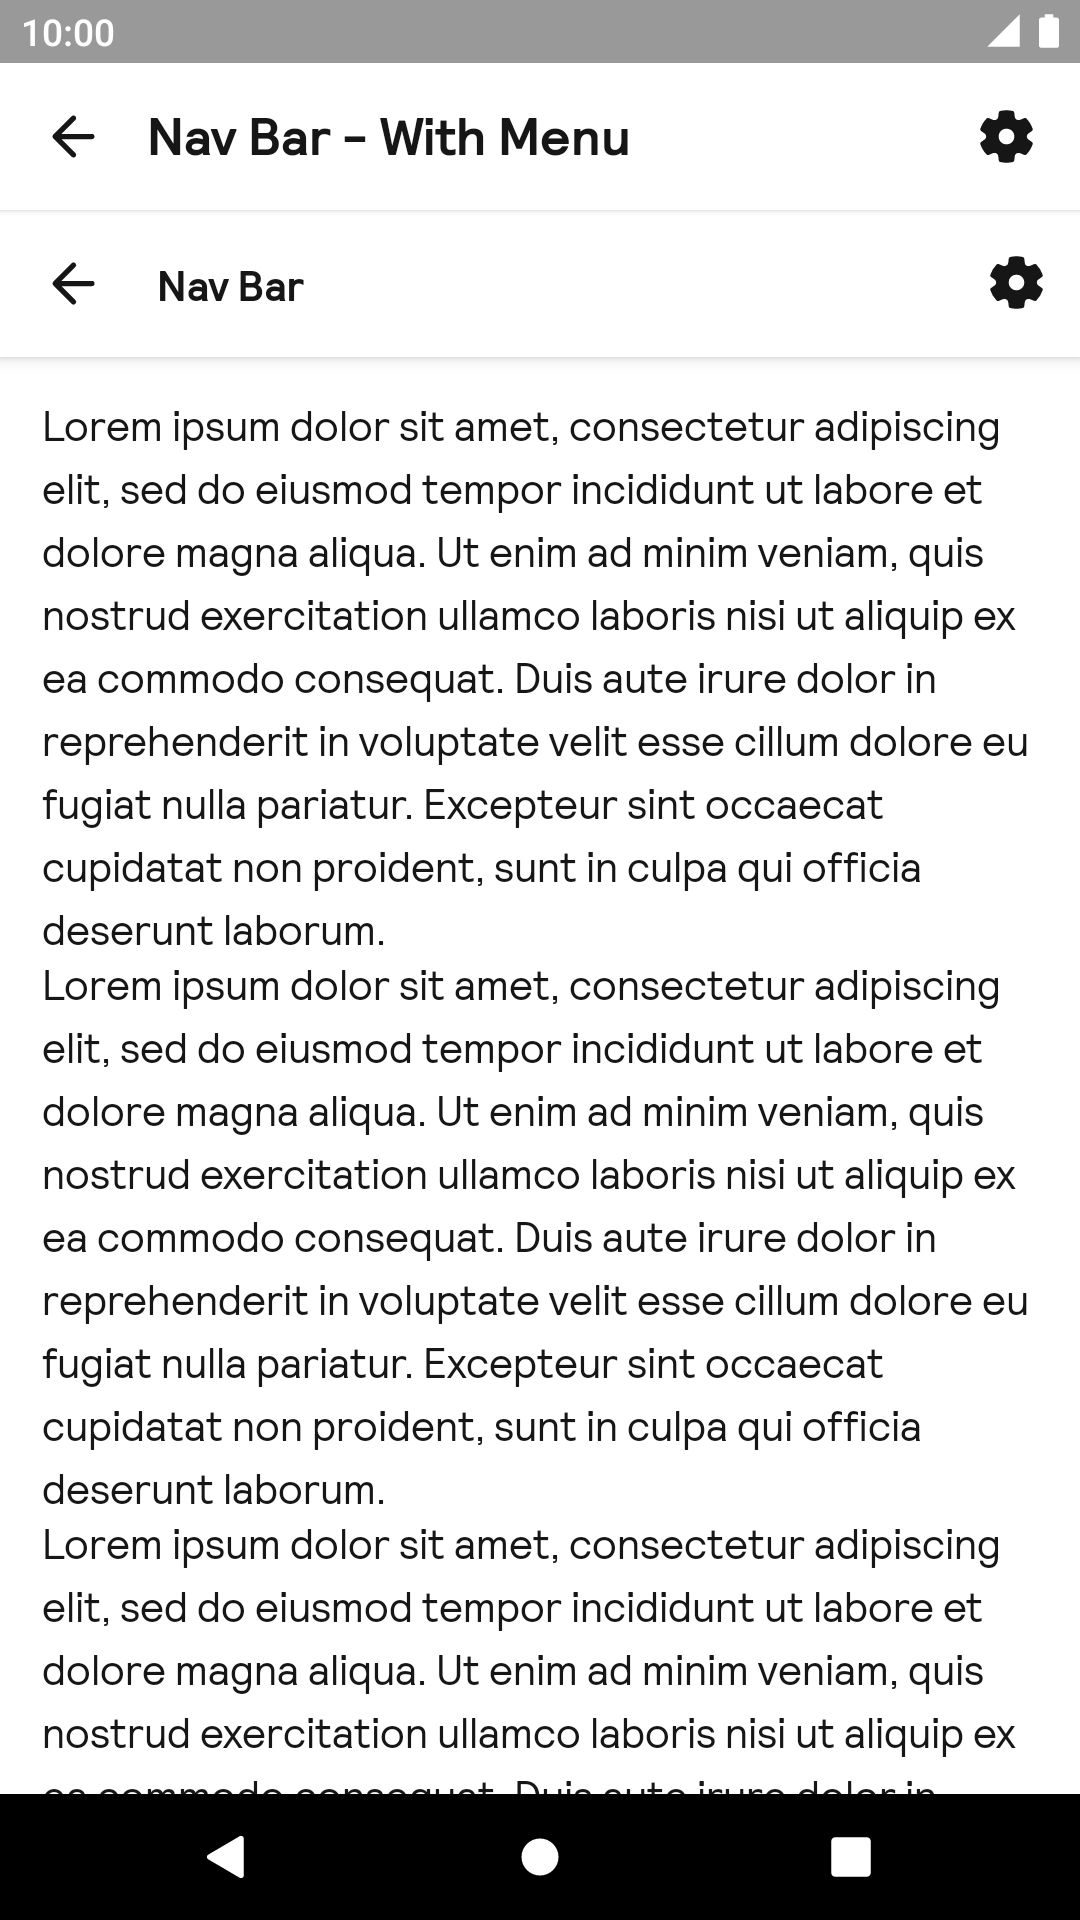 10:00
Nav Bar - With Menu
Nav Bar
Lorem ipsum dolor sit amet, consectetur adipiscing
elit, sed do eiusmod tempor incididunt ut labore et
dolore magna aliqua. Ut enim ad minim veniam, quis
nostrud exercitation ullamco laboris nisi ut aliquip ex
ea commodo consequat. Duis aute irure dolor in
reprehenderit in voluptate velit esse cillum dolore eu
fugiat nulla pariatur. Excepteur sint occaecat
cupidatat non proident, sunt in culpa qui officia
deserunt laborum.
Lorem ipsum dolor sit amet, consectetur adipiscing
elit, sed do eiusmod tempor incididunt ut labore et
dolore magna aliqua. Ut enim ad minim veniam, quis
nostrud exercitation ullamco laboris nisi ut aliquip ex
ea commodo consequat. Duis aute irure dolor in
reprehenderit in voluptate velit esse cillum dolore eu
fugiat nulla pariatur. Excepteur sint occaecat
cupidatat non proident, sunt in culpa qui officia
deserunt laborum.
Lorem ipsum dolor sit amet, consectetur adipiscing
elit, sed do eiusmod tempor incididunt ut labore et
dolore magna aliqua. Ut enim ad minim veniam, quis
nostrud exercitation ullamco laboris nisi ut aliquip ex
ea commodo consequat. Duis aute irure dolor in